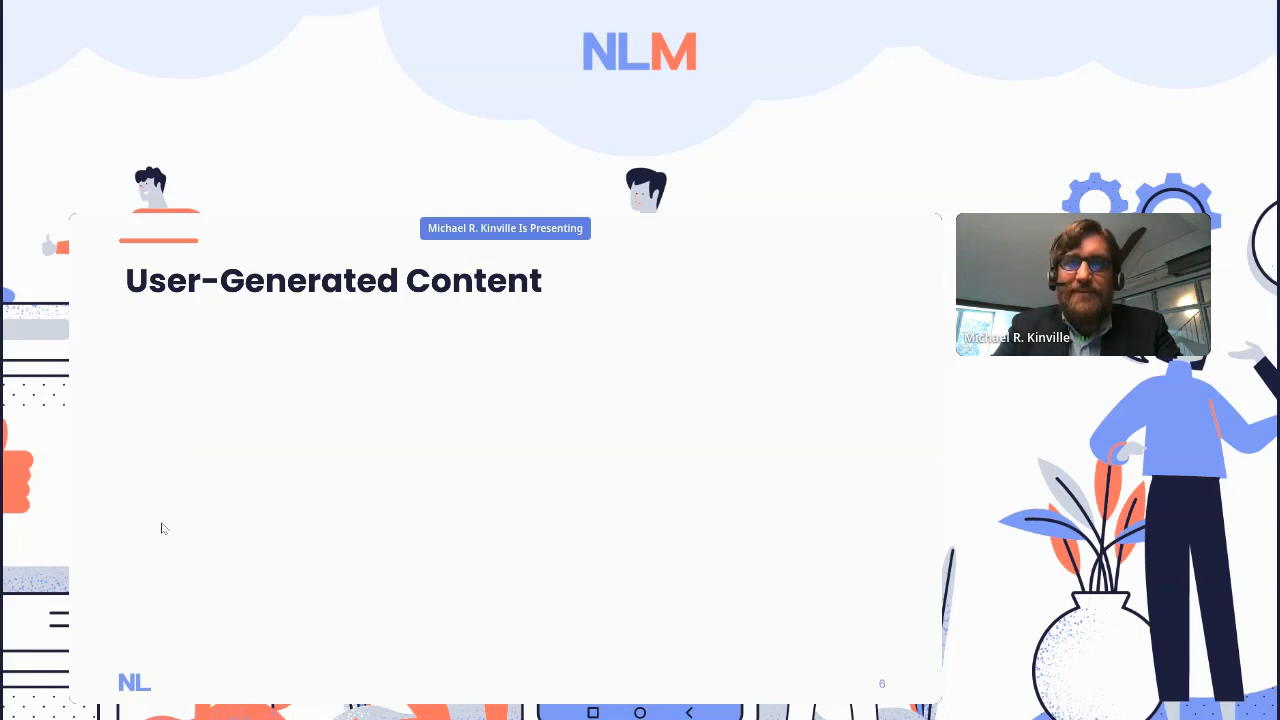 NLM
Michael R. Kinville Is Presenting
User-Generated Content
Michael R. Kinville
NL
6